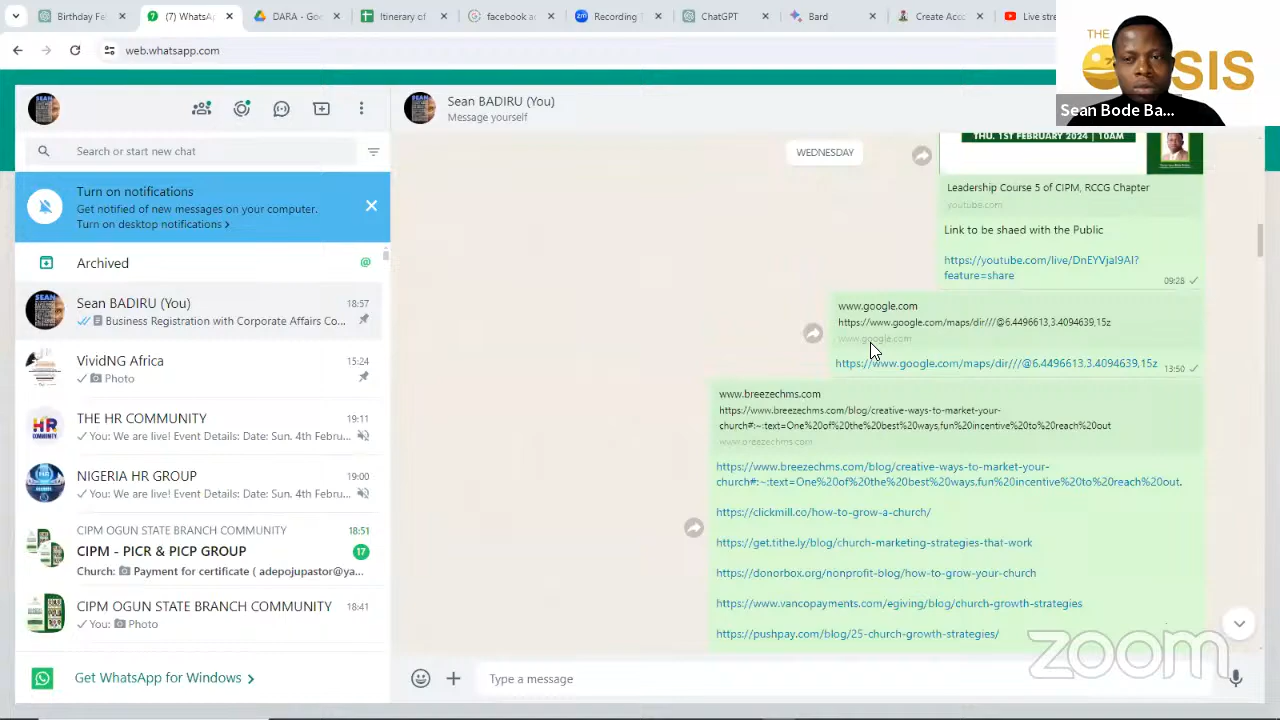 Birthday Fe
(7) WhatsA
DARA - Go
Itinerary of
facebook a
Recording
ChatGPT
Bard
Create Acc
Live stre
web.whatsapp.com
THE
SIS
Sean Bode Ba...
Sean BADIRU (You)
Message yourself
Search or start new chat
Turn on notifications
Get notified of new messages on your computer.
Turn on desktop notifications >
Archived
@
Sean BADIRU (You)
18:57
Business Registration with Corporate Affairs Co...
VividNG Africa
15:24
Photo
THE HR COMMUNITY
19:11
You: We are live! Event Details: Date: Sun. 4th Febru...
NIGERIA HR GROUP
19:00
You: We are live! Event Details: Date: Sun. 4th Febru...
CIPM OGUN STATE BRANCH COMMUNITY
18:51
CIPM - PICR & PICP GROUP
17
Church: Payment for certificate ( adepojupastor@ya...
CIPM OGUN STATE BRANCH COMMUNITY
18:41
You: Photo
Get WhatsApp for Windows >
WEDNESDAY
THU, 1ST FEBRUARY 2024 | 10AM
Leadership Course 5 of CIPM, RCCG Chapter
youtube.com
Link to be shaed with the Public
https://youtube.com/live/DnEYVjaI9AI?
feature=share
09:28
www.google.com
https://www.google.com/maps/dir///@6.4496613,3.4094639,15z
www.google.com
https://www.google.com/maps/dir///@6.4496613,3.4094639,15z
13:50
www.breezechms.com
https://www.breezechms.com/blog/creative-ways-to-market-your-
church#:~:text=One%20of%20the%20best%20ways,fun%20incentive%20to%20reach%20out
www.breezechms.com
https://www.breezechms.com/blog/creative-ways-to-market-your-
church#:~:text=One%20of%20the%20best%20ways,fun%20incentive%20to%20reach%20out.
https://clickmill.co/how-to-grow-a-church/
https://get.tithe.ly/blog/church-marketing-strategies-that-work
https://donorbox.org/nonprofit-blog/how-to-grow-your-church
https://www.vancopayments.com/egiving/blog/church-growth-strategies
https://pushpay.com/blog/25-church-growth-strategies/
Type a message
zoom